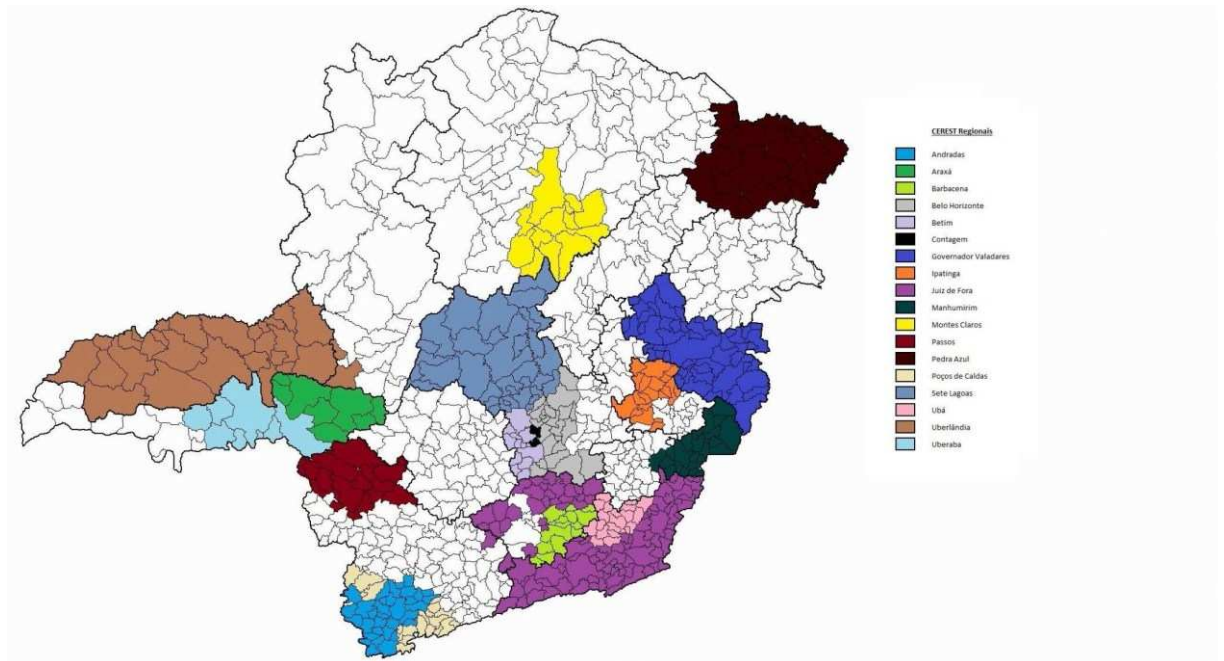 CEREST Regionais
Andradas
Araxá
Barbacena
Belo Horizonte
Betim
Contagem
Governador Valadares
Ipatinga
Juiz de Fora
Manhumirim
Montes Claros
Passos
Pedra Azul
Poços de Caldas
Sete Lagoas
Ubá
Uberlândia
Uberaba